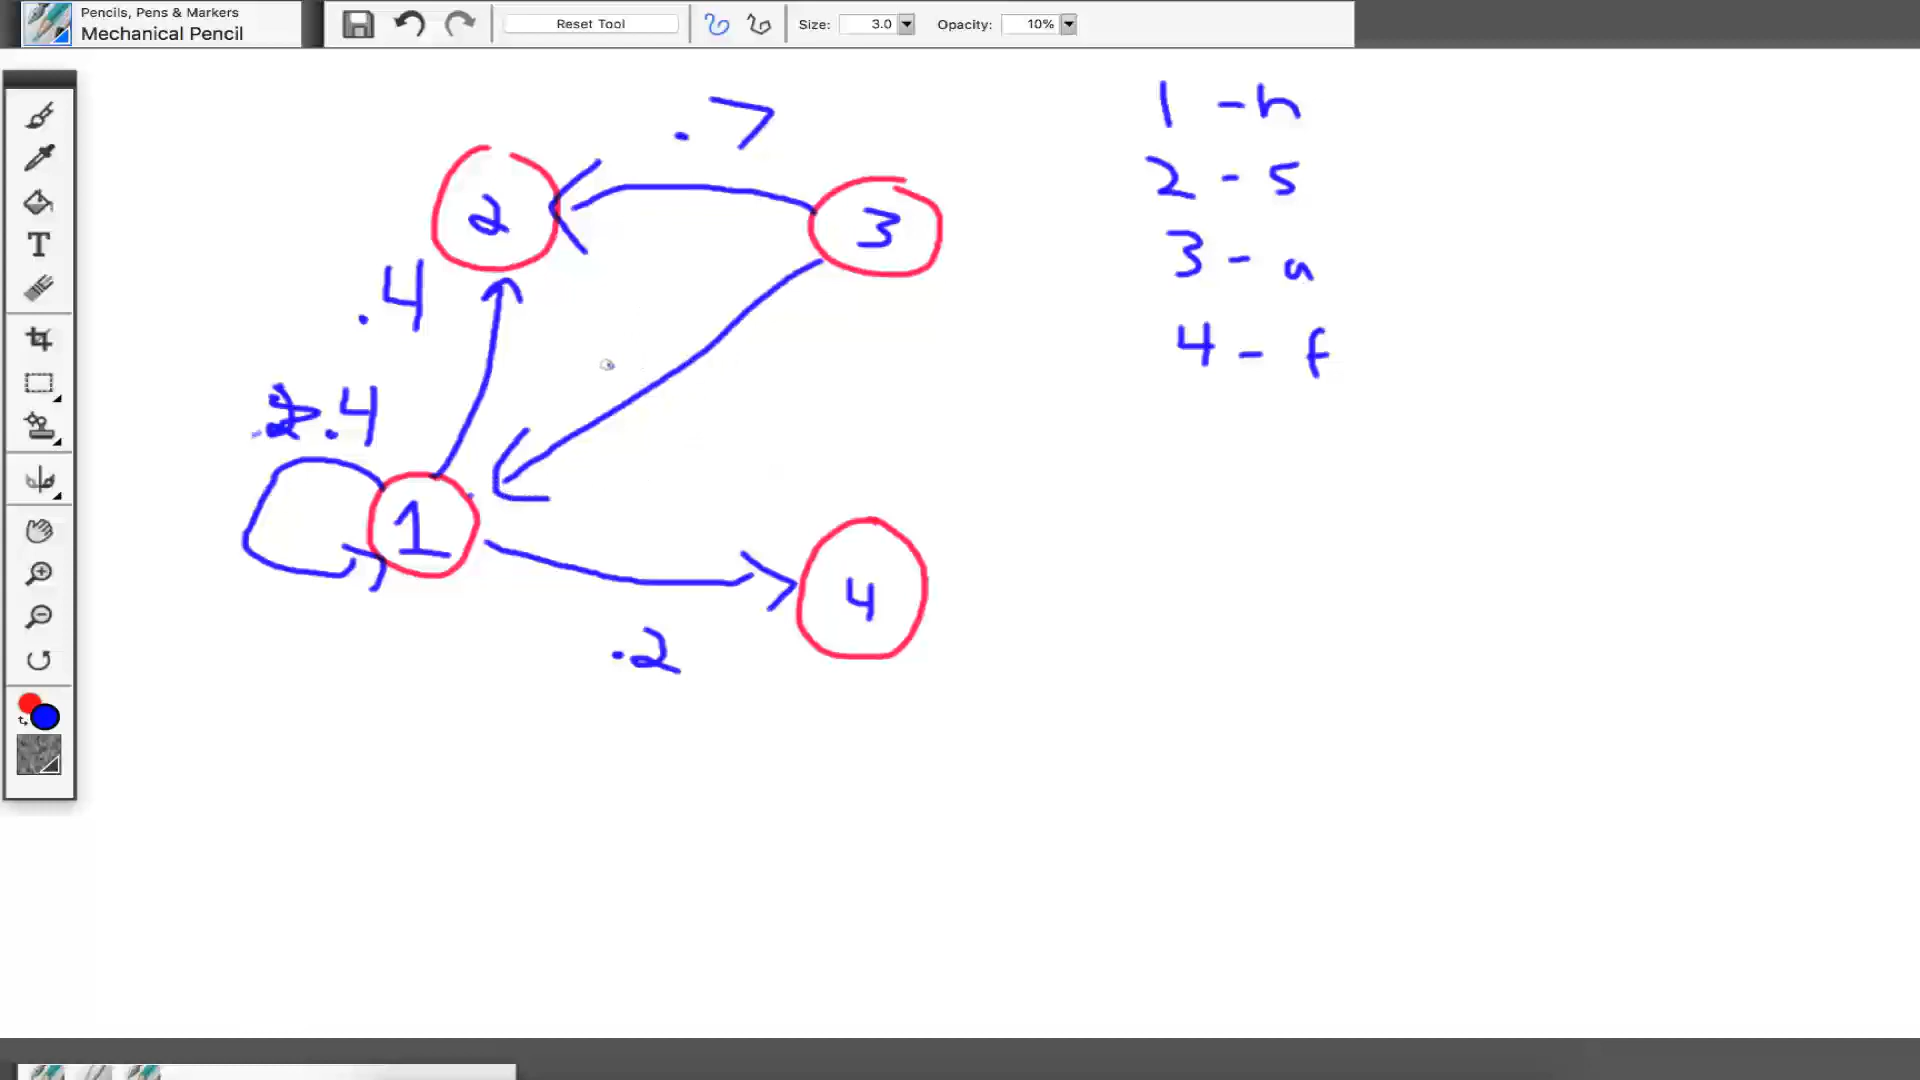 Pencils, Pens & Markers
Mechanical Pencil
Reset Tool
Size: 3.0
Opacity: 10%
T
.7
1 - h
2 - s
3 - a
4 - f
2
3
.4
.4
1
4
.2